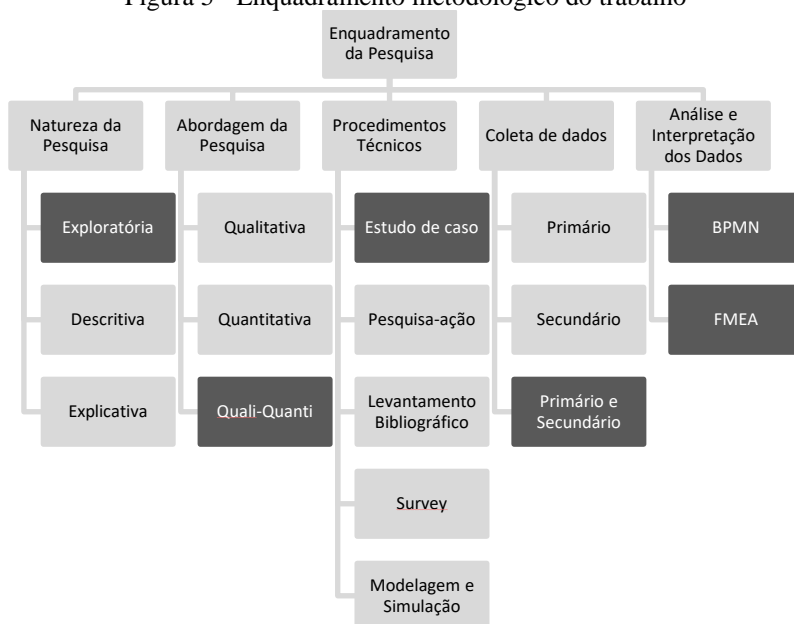 Figura 3 - Enquadramento metodológico do trabalho
Enquadramento
da Pesquisa
Natureza da
Pesquisa
Exploratória
Descritiva
Explicativa
Abordagem da
Pesquisa
Qualitativa
Quantitativa
Quali-Quanti
Procedimentos
Técnicos
Estudo de caso
Pesquisa-ação
Levantamento
Bibliográfico
Survey
Modelagem e
Simulação
Coleta de dados
Primário
Secundário
Primário e
Secundário
Análise e
Interpretação
dos Dados
BPMN
FMEA